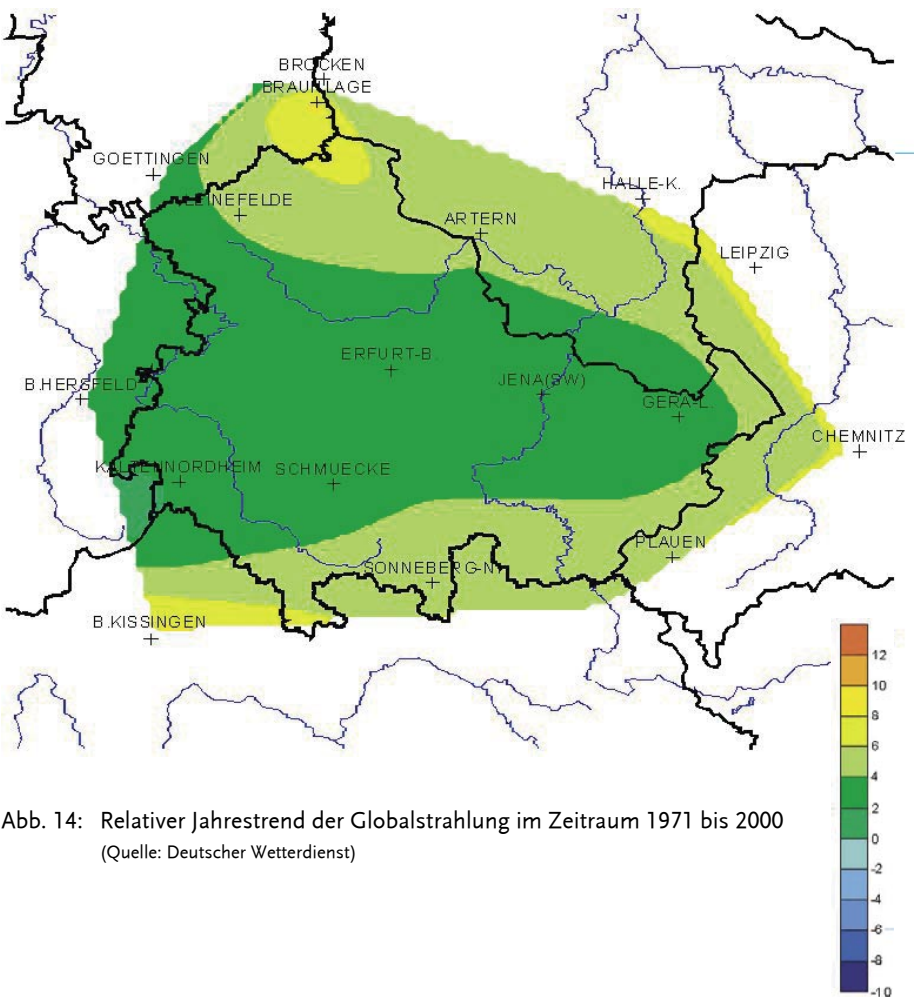 BROCKEN
BRAUNLAGE
GOETTINGEN
HALLE-K.
LEINEFELDE
ARTERN
LEIPZIG
ERFURT-B.
JENA(SW)
B.HERSFELD
GERA-L.
CHEMNITZ
KALTENNORDHEIM
SCHMUECKE
PLAUEN
SONNEBERG-N.
B.KISSINGEN
12
10
8
6
4
2
0
-2
-4
-6
-8
-10
Abb. 14: Relativer Jahrestrend der Globalstrahlung im Zeitraum 1971 bis 2000
(Quelle: Deutscher Wetterdienst)